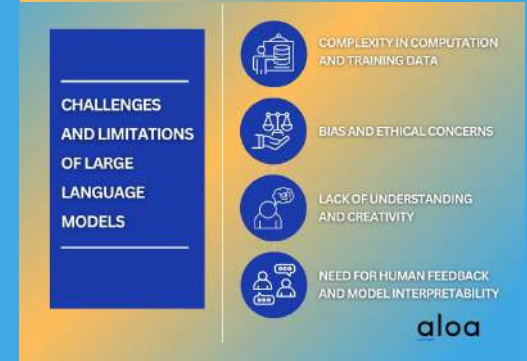 CHALLENGES
AND LIMITATIONS
OF LARGE
LANGUAGE
MODELS
COMPLEXITY IN COMPUTATION
AND TRAINING DATA
BIAS AND ETHICAL CONCERNS
LACK OF UNDERSTANDING
AND CREATIVITY
NEED FOR HUMAN FEEDBACK
AND MODEL INTERPRETABILITY
aloa